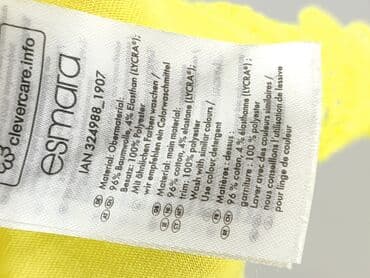 clevercare.info
esmara
IAN 324988_1907
Material: Obermaterial:
96% Baumwolle, 4% Elasthan (LYCRA®);
Besatz: 100% Polyester
Mit ähnlichen Farben waschen /
wir empfehlen ein Colorwaschmittel
Material: main material:
96% cotton, 4% elastane (LYCRA®);
trim: 100% polyester
Wash with similar colours /
Use colour detergent
Matières : dessus :
96 % coton, 4% élasthanne (LYCRA®) ;
garniture : 100 % polyester
Laver avec des couleurs similaires /
nous conseillons l'utilisation de lessive
pour linge de couleur